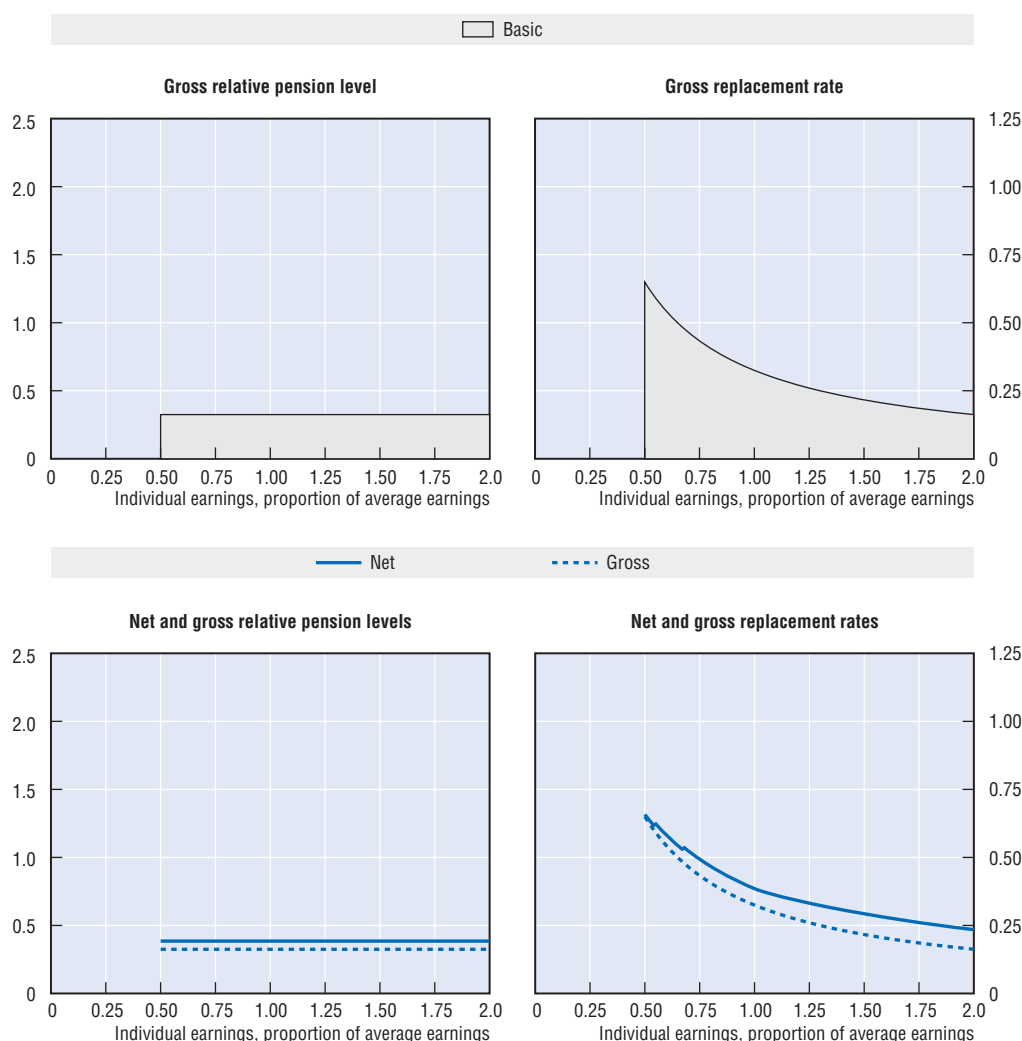 Basic
Gross relative pension level
Gross replacement rate
2.5
2.0
1.5
1.0
0.5
0
0 0.25 0.50 0.75 1.00 1.25 1.50 1.75 2.0
Individual earnings, proportion of average earnings
1.25
1.00
0.75
0.50
0.25
0
0 0.25 0.50 0.75 1.00 1.25 1.50 1.75 2.0
Individual earnings, proportion of average earnings
Net Gross
Net and gross relative pension levels
Net and gross replacement rates
2.5
2.0
1.5
1.0
0.5
0
0 0.25 0.50 0.75 1.00 1.25 1.50 1.75 2.0
Individual earnings, proportion of average earnings
1.25
1.00
0.75
0.50
0.25
0
0 0.25 0.50 0.75 1.00 1.25 1.50 1.75 2.0
Individual earnings, proportion of average earnings